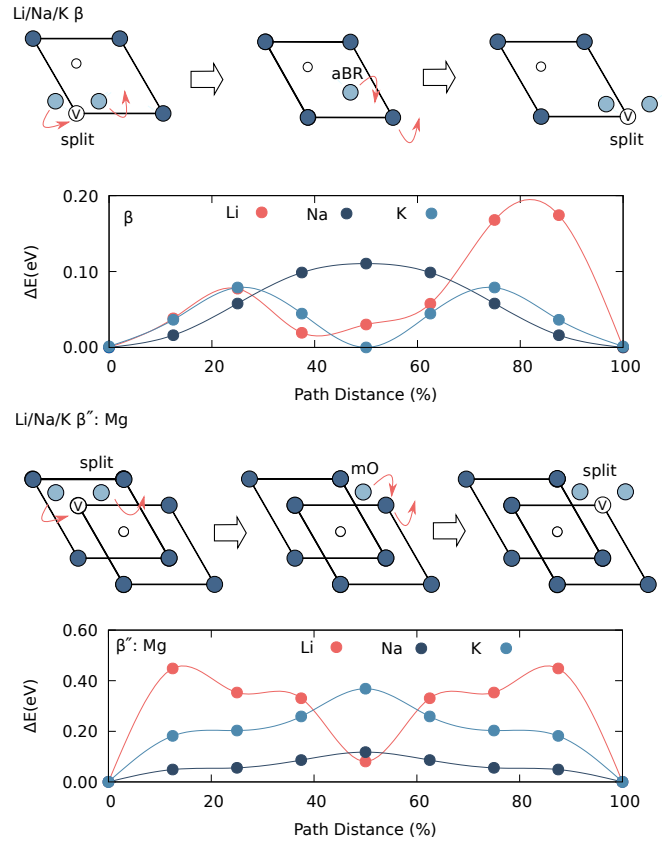 Li/Na/K β
aBR
V
split
V
split
0.20
β
Li
Na
K
0.10
ΔE(eV)
0.00
0
20
40
60
80
100
Path Distance (%)
Li/Na/K β″: Mg
split
mO
split
V
V
0.60
β″: Mg
Li
Na
K
0.40
ΔE(eV)
0.20
0.00
0
20
40
60
80
100
Path Distance (%)